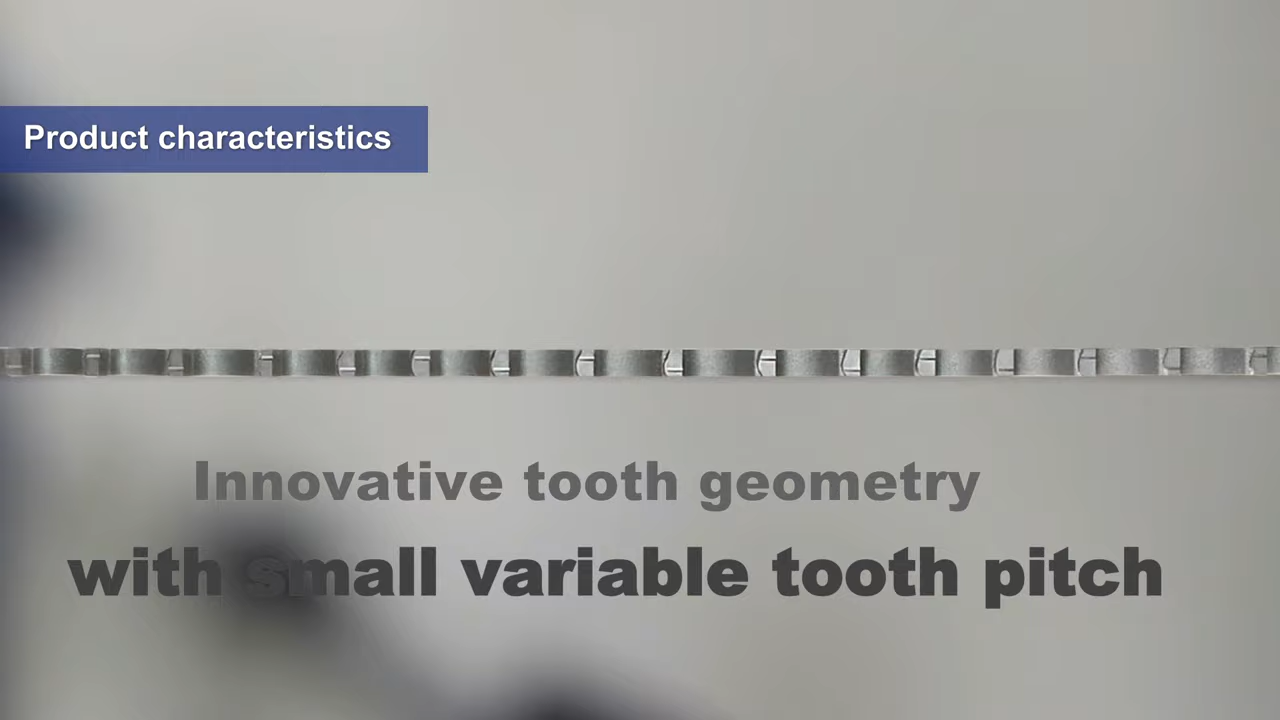 Product characteristics
Innovative tooth geometry
with small variable tooth pitch